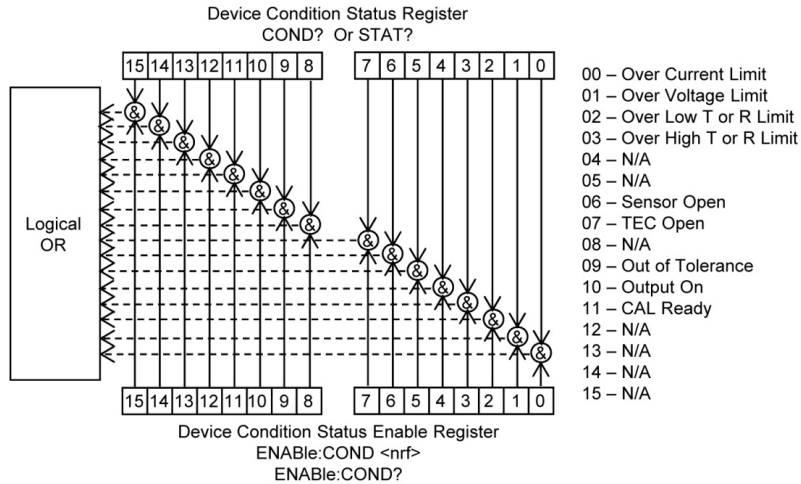 Device Condition Status Register
COND? Or STAT?
15 14 13 12 11 10 9 8 7 6 5 4 3 2 1 0
& & & & & & & & & & & & & & & &
Logical
OR
00 – Over Current Limit
01 – Over Voltage Limit
02 – Over Low T or R Limit
03 – Over High T or R Limit
04 – N/A
05 – N/A
06 – Sensor Open
07 – TEC Open
08 – N/A
09 – Out of Tolerance
10 – Output On
11 – CAL Ready
12 – N/A
13 – N/A
14 – N/A
15 – N/A
15 14 13 12 11 10 9 8 7 6 5 4 3 2 1 0
Device Condition Status Enable Register
ENABle:COND <nrf>
ENABle:COND?